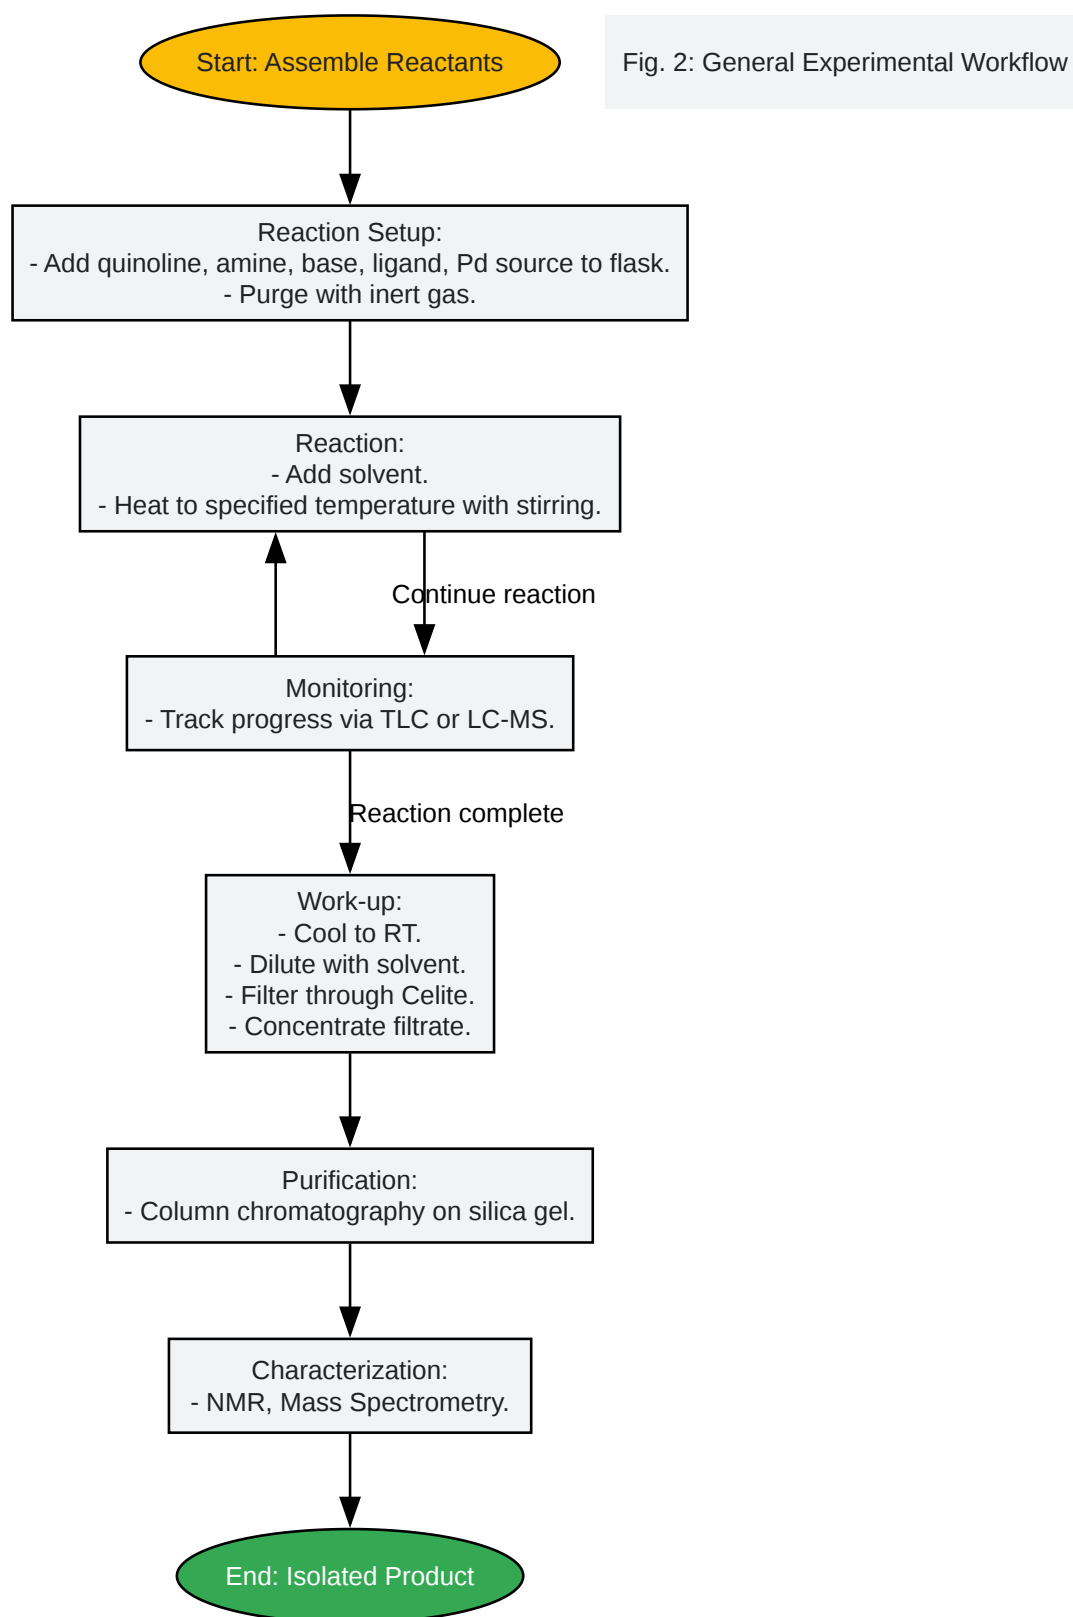 Start: Assemble Reactants
Fig. 2: General Experimental Workflow
Reaction Setup:
- Add quinoline, amine, base, ligand, Pd source to flask.
- Purge with inert gas.
Reaction:
- Add solvent.
- Heat to specified temperature with stirring.
Continue reaction
Monitoring:
- Track progress via TLC or LC-MS.
Reaction complete
Work-up:
- Cool to RT.
- Dilute with solvent.
- Filter through Celite.
- Concentrate filtrate.
Purification:
- Column chromatography on silica gel.
Characterization:
- NMR, Mass Spectrometry.
End: Isolated Product